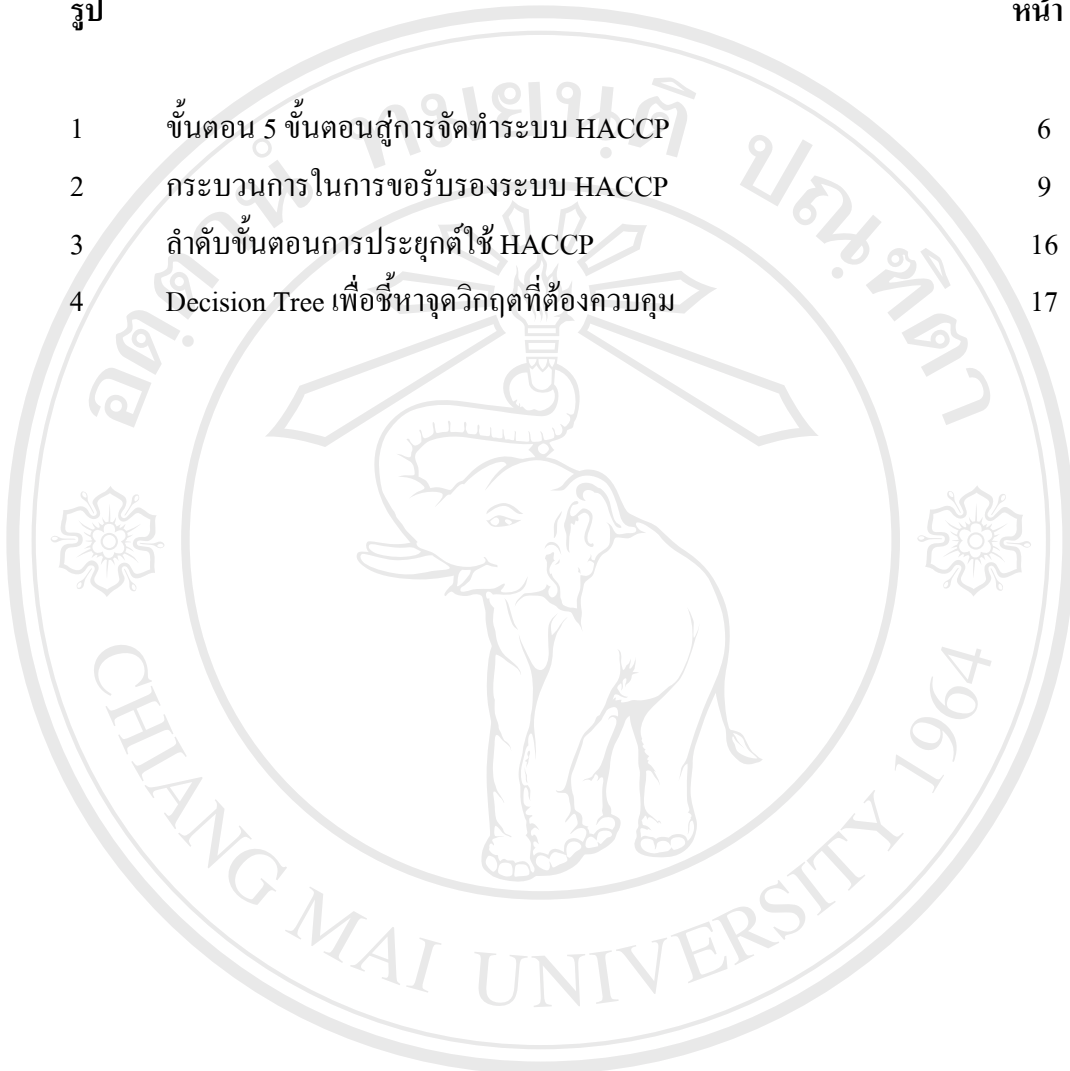 รูป หน้า
1 ขั้นตอน 5 ขั้นตอนสู่การจัดทำระบบ HACCP 6
2 กระบวนการในการขอรับรองระบบ HACCP 9
3 ลำดับขั้นตอนการประยุกต์ใช้ HACCP 16
4 Decision Tree เพื่อชี้หาจุดวิกฤตที่ต้องควบคุม 17
CHIANG MAI UNIVERSITY 1964